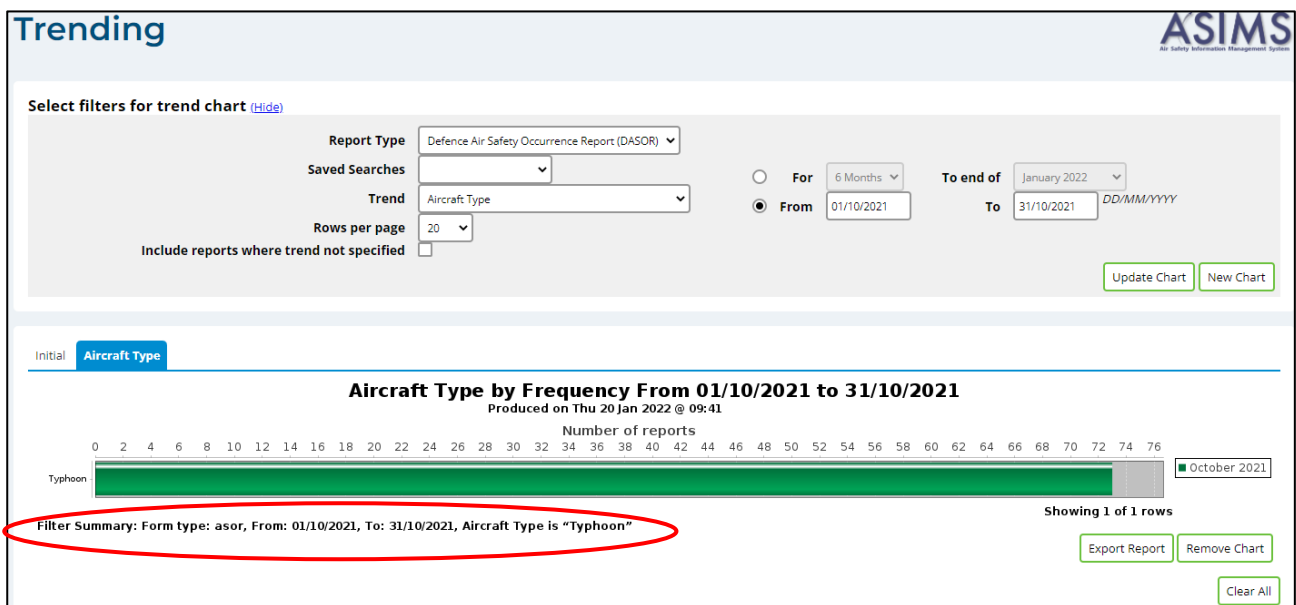 Trending
ASIMS
Air Safety Information Management System
Select filters for trend chart (Hide)
Report Type Defence Air Safety Occurrence Report (DASOR)
Saved Searches
For 6 Months To end of January 2022
Trend Aircraft Type
From 01/10/2021 To 31/10/2021 DD/MM/YYYY
Rows per page 20
Include reports where trend not specified
Update Chart New Chart
Initial Aircraft Type
Aircraft Type by Frequency From 01/10/2021 to 31/10/2021
Produced on Thu 20 Jan 2022 @ 09:41
Number of reports
0 2 4 6 8 10 12 14 16 18 20 22 24 26 28 30 32 34 36 38 40 42 44 46 48 50 52 54 56 58 60 62 64 66 68 70 72 74 76
October 2021
Typhoon
Showing 1 of 1 rows
Filter Summary: Form type: asor, From: 01/10/2021, To: 31/10/2021, Aircraft Type is “Typhoon”
Export Report Remove Chart
Clear All